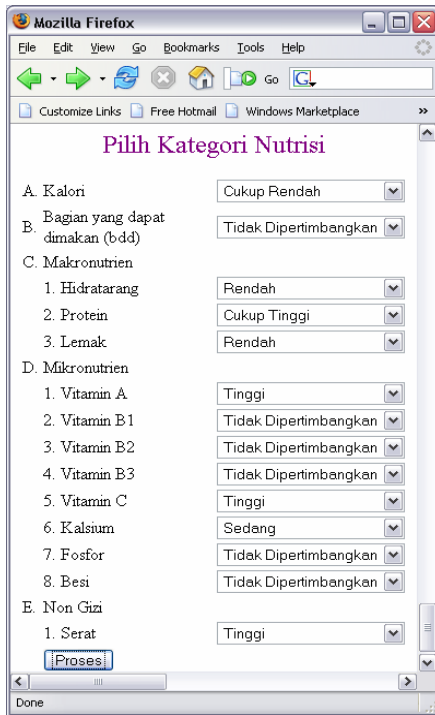 Mozilla Firefox
File Edit View Go Bookmarks Tools Help
Go G
Customize Links Free Hotmail Windows Marketplace »
Pilih Kategori Nutrisi
A. Kalori Cukup Rendah
B. Bagian yang dapat dimakan (bdd) Tidak Dipertimbangkan
C. Makronutrien
1. Hidratarang Rendah
2. Protein Cukup Tinggi
3. Lemak Rendah
D. Mikronutrien
1. Vitamin A Tinggi
2. Vitamin B1 Tidak Dipertimbangkan
3. Vitamin B2 Tidak Dipertimbangkan
4. Vitamin B3 Tidak Dipertimbangkan
5. Vitamin C Tinggi
6. Kalsium Sedang
7. Fosfor Tidak Dipertimbangkan
8. Besi Tidak Dipertimbangkan
E. Non Gizi
1. Serat Tinggi
Proses
Done